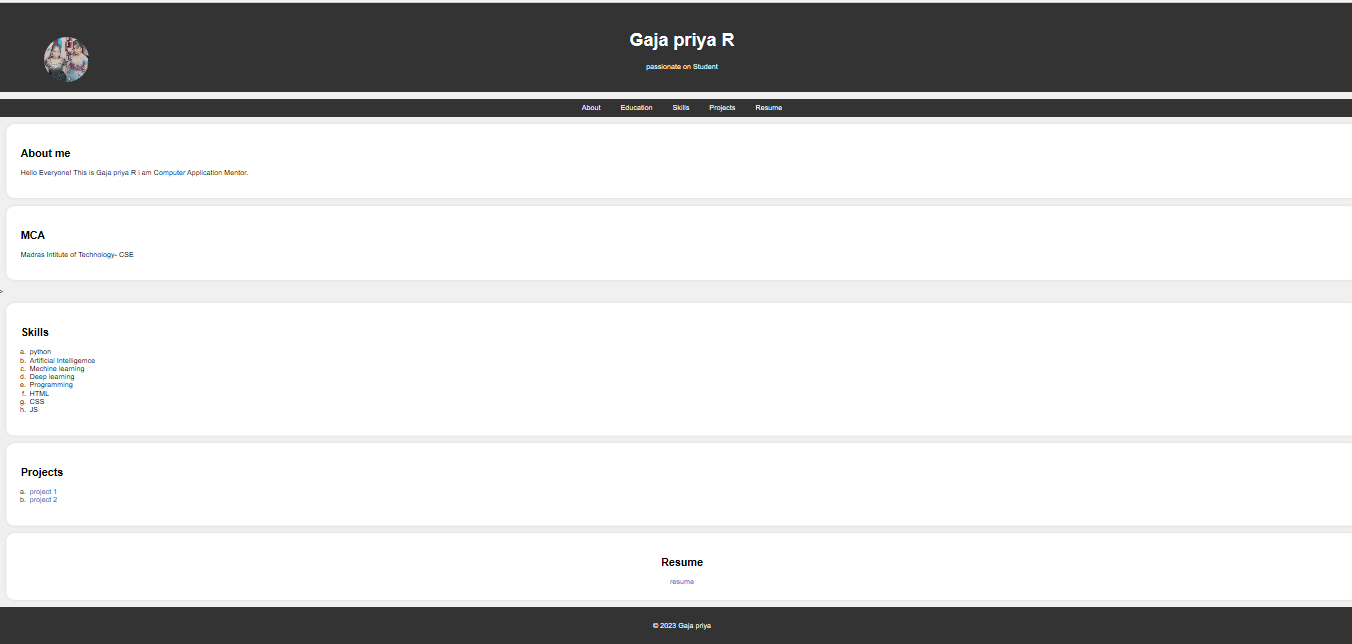 Gaja priya R
passionate on Student
About Education Skills Projects Resume
About me
Hello Everyone! This is Gaja priya R i am Computer Application Mentor.
MCA
Madras Intitute of Technology- CSE
>
Skills
a. python
b. Artificial Intelligernce
c. Mechine learning
d. Deep learning
e. Programming
f. HTML
g. CSS
h. JS
Projects
a. project 1
b. project 2
Resume
resume
© 2023 Gaja priya